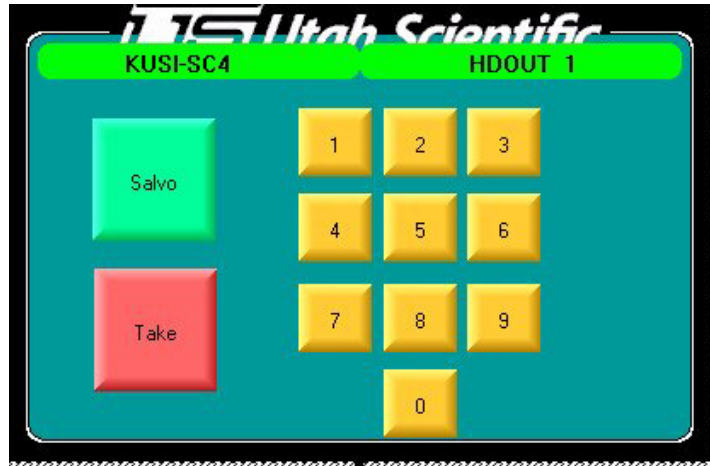 Utah Scientific
KUSI-SC4 HDOUT 1
Salvo 1 2 3
4 5 6
Take 7 8 9
0